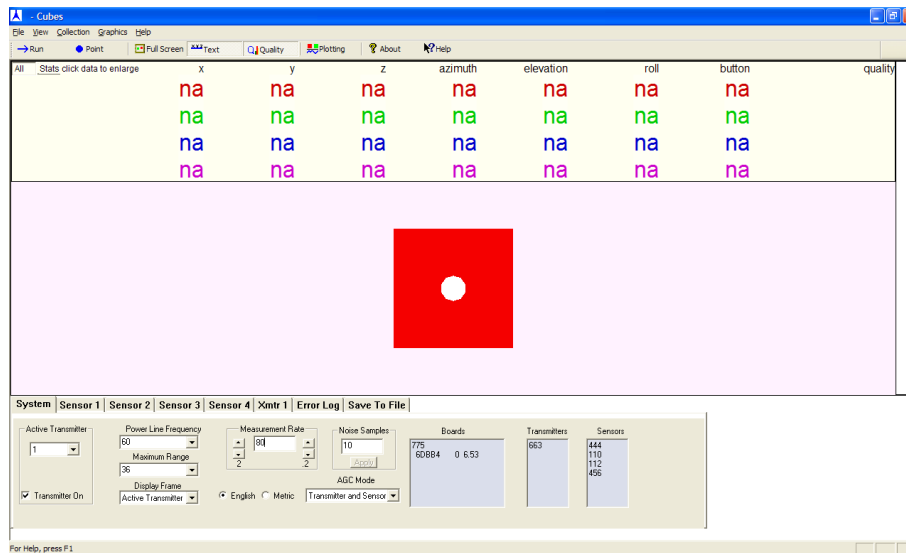 - Cubes
File View Collection Graphics Help
Run Point Full Screen Text Quality Plotting About Help
All Stats click data to enlarge x y z azimuth elevation roll button quality
na na na na na na na
na na na na na na na
na na na na na na na
na na na na na na na
System Sensor 1 Sensor 2 Sensor 3 Sensor 4 Xmtr 1 Error Log Save To File
Active Transmitter Power Line Frequency Measurement Rate Noise Samples Boards Transmitters Sensors
1 60 80 10 775 663 444
6DBB4 0 6.53 110
Maximum Range 2 .2 Apply 112
36 456
Display Frame AGC Mode
Transmitter On Active Transmitter English Metric Transmitter and Sensor
For Help, press F1